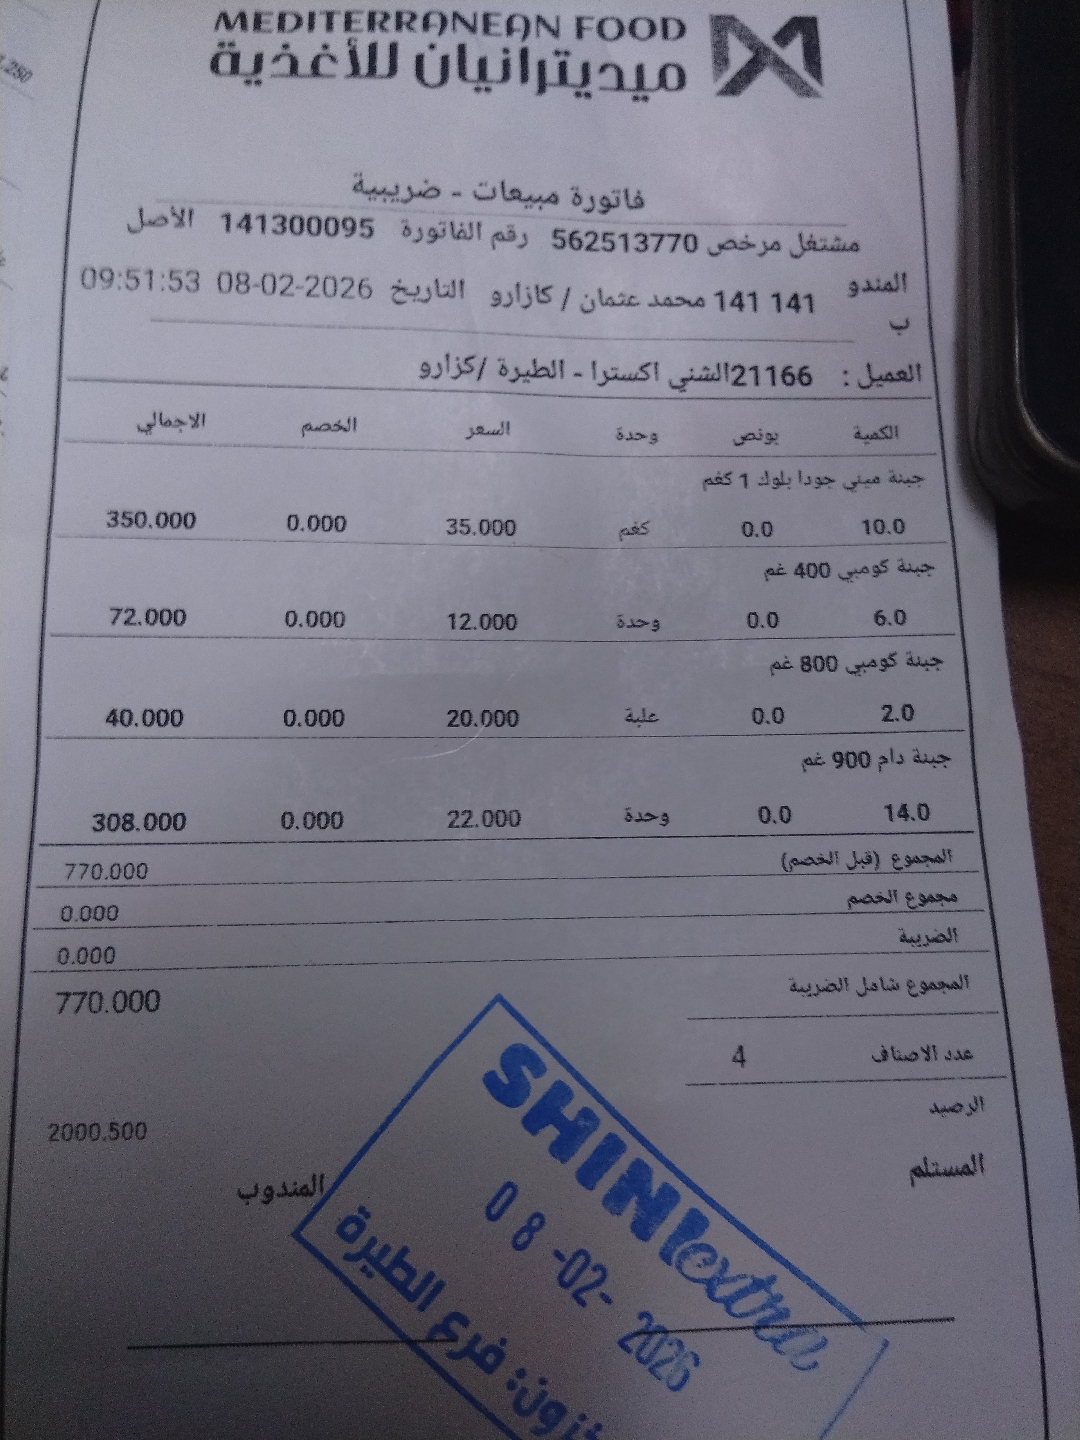 MEDITERRANEAN FOOD
ميديترانيان للأغذية
فاتورة مبيعات - ضريبية
مشتغل مرخص 562513770 رقم الفاتورة 141300095 الأصل
المندوب 141 141 محمد عثمان / كازارو التاريخ 08-02-2026 09:51:53
العميل : 21166الشني اكسترا - الطيرة /كزارو
الكمية بونص وحدة السعر الخصم الاجمالي
جبنة ميني جودا بلوك 1 كغم
10.0 0.0 كغم 35.000 0.000 350.000
جبنة كومبي 400 غم
6.0 0.0 وحدة 12.000 0.000 72.000
جبنة كومبي 800 غم
2.0 0.0 علبة 20.000 0.000 40.000
جبنة دام 900 غم
14.0 0.0 وحدة 22.000 0.000 308.000
المجموع (قبل الخصم) 770.000
مجموع الخصم 0.000
الضريبة 0.000
المجموع شامل الضريبة 770.000
عدد الاصناف 4
الرصيد 2000.500
المستلم المندوب
SHINI extra
08-02-2026
فرع الطيرة